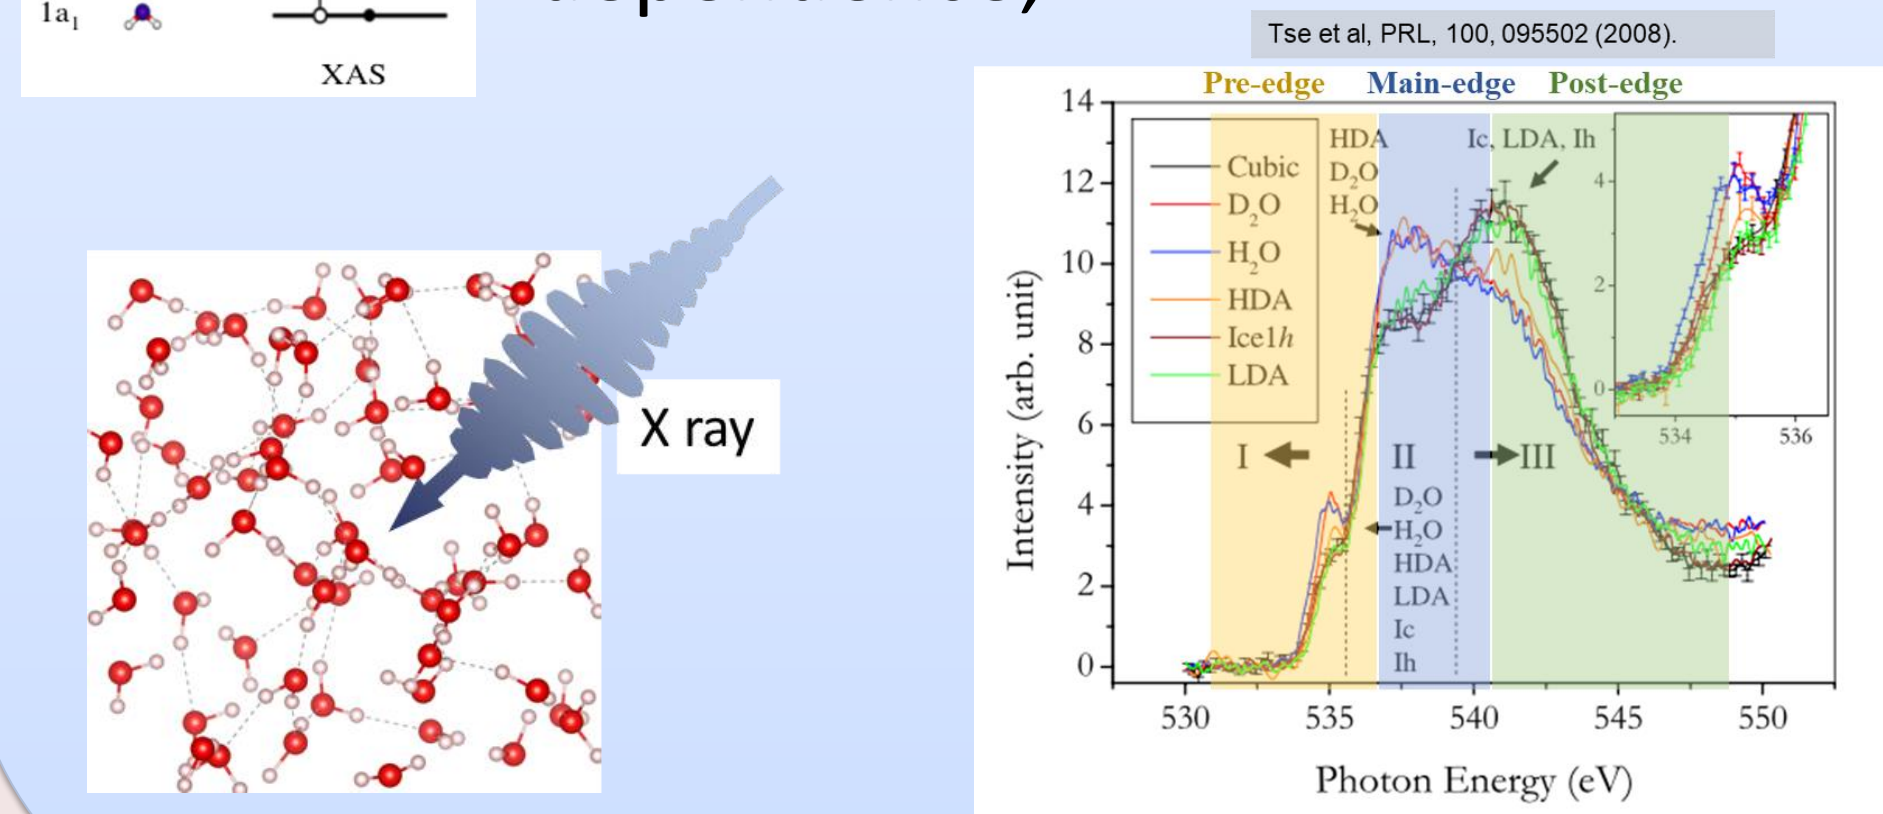 dependence)
1a1
XAS
X ray
Tse et al, PRL, 100, 095502 (2008).
Pre-edge Main-edge Post-edge
14
12
10
8
6
4
2
0
Intensity (arb. unit)
Cubic
D2O
H2O
HDA
Ice1h
LDA
HDA
D2O
H2O
Ic, LDA, Ih
4
2
0
534 536
I II III
D2O
H2O
HDA
LDA
Ic
Ih
530 535 540 545 550
Photon Energy (eV)